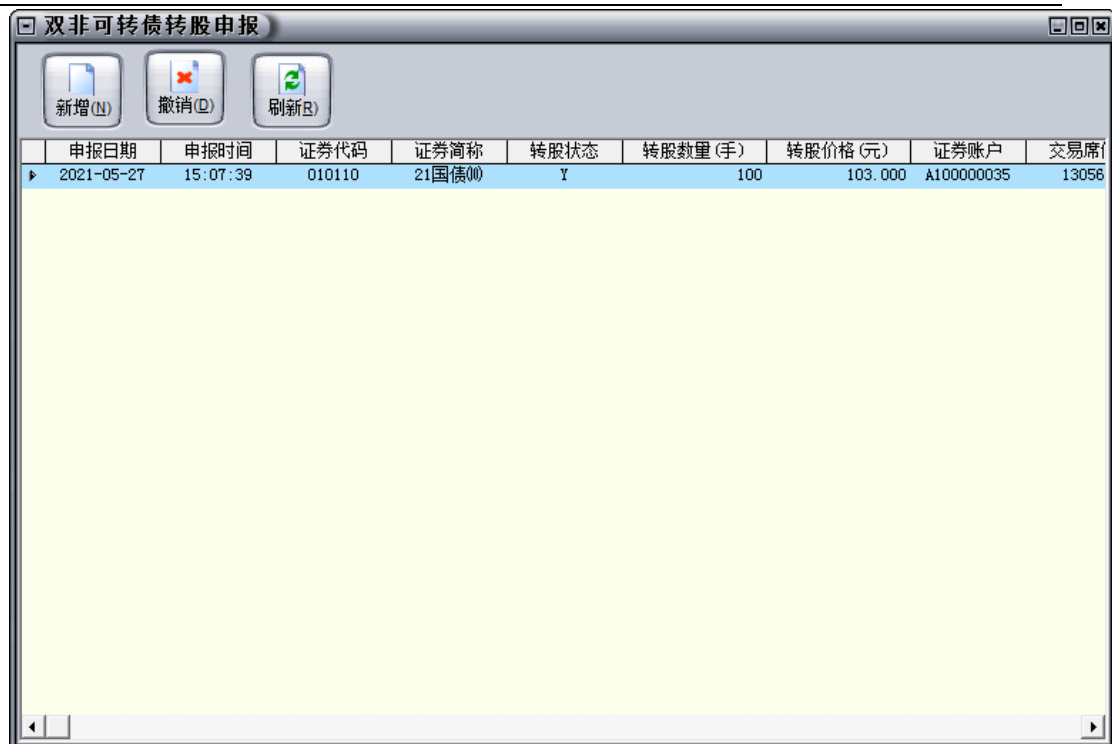 双非可转债转股申报
新增(N) 撤销(D) 刷新R)
申报日期 申报时间 证券代码 证券简称 转股状态 转股数量(手) 转股价格(元) 证券账户 交易席
2021-05-27 15:07:39 010110 21国债⑽ Y 100 103.000 A100000035 13056